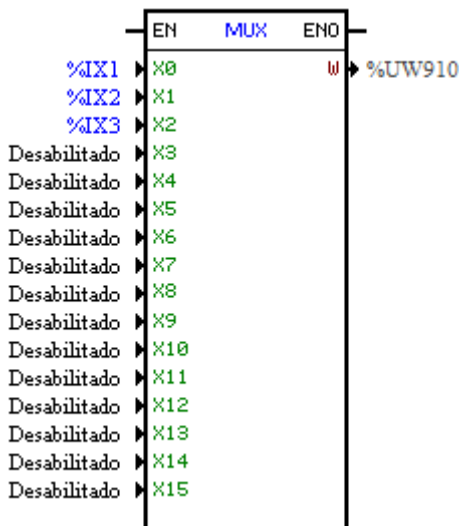 EN MUX ENO
%IX1 X0 W %UW910
%IX2 X1
%IX3 X2
Desabilitado X3
Desabilitado X4
Desabilitado X5
Desabilitado X6
Desabilitado X7
Desabilitado X8
Desabilitado X9
Desabilitado X10
Desabilitado X11
Desabilitado X12
Desabilitado X13
Desabilitado X14
Desabilitado X15